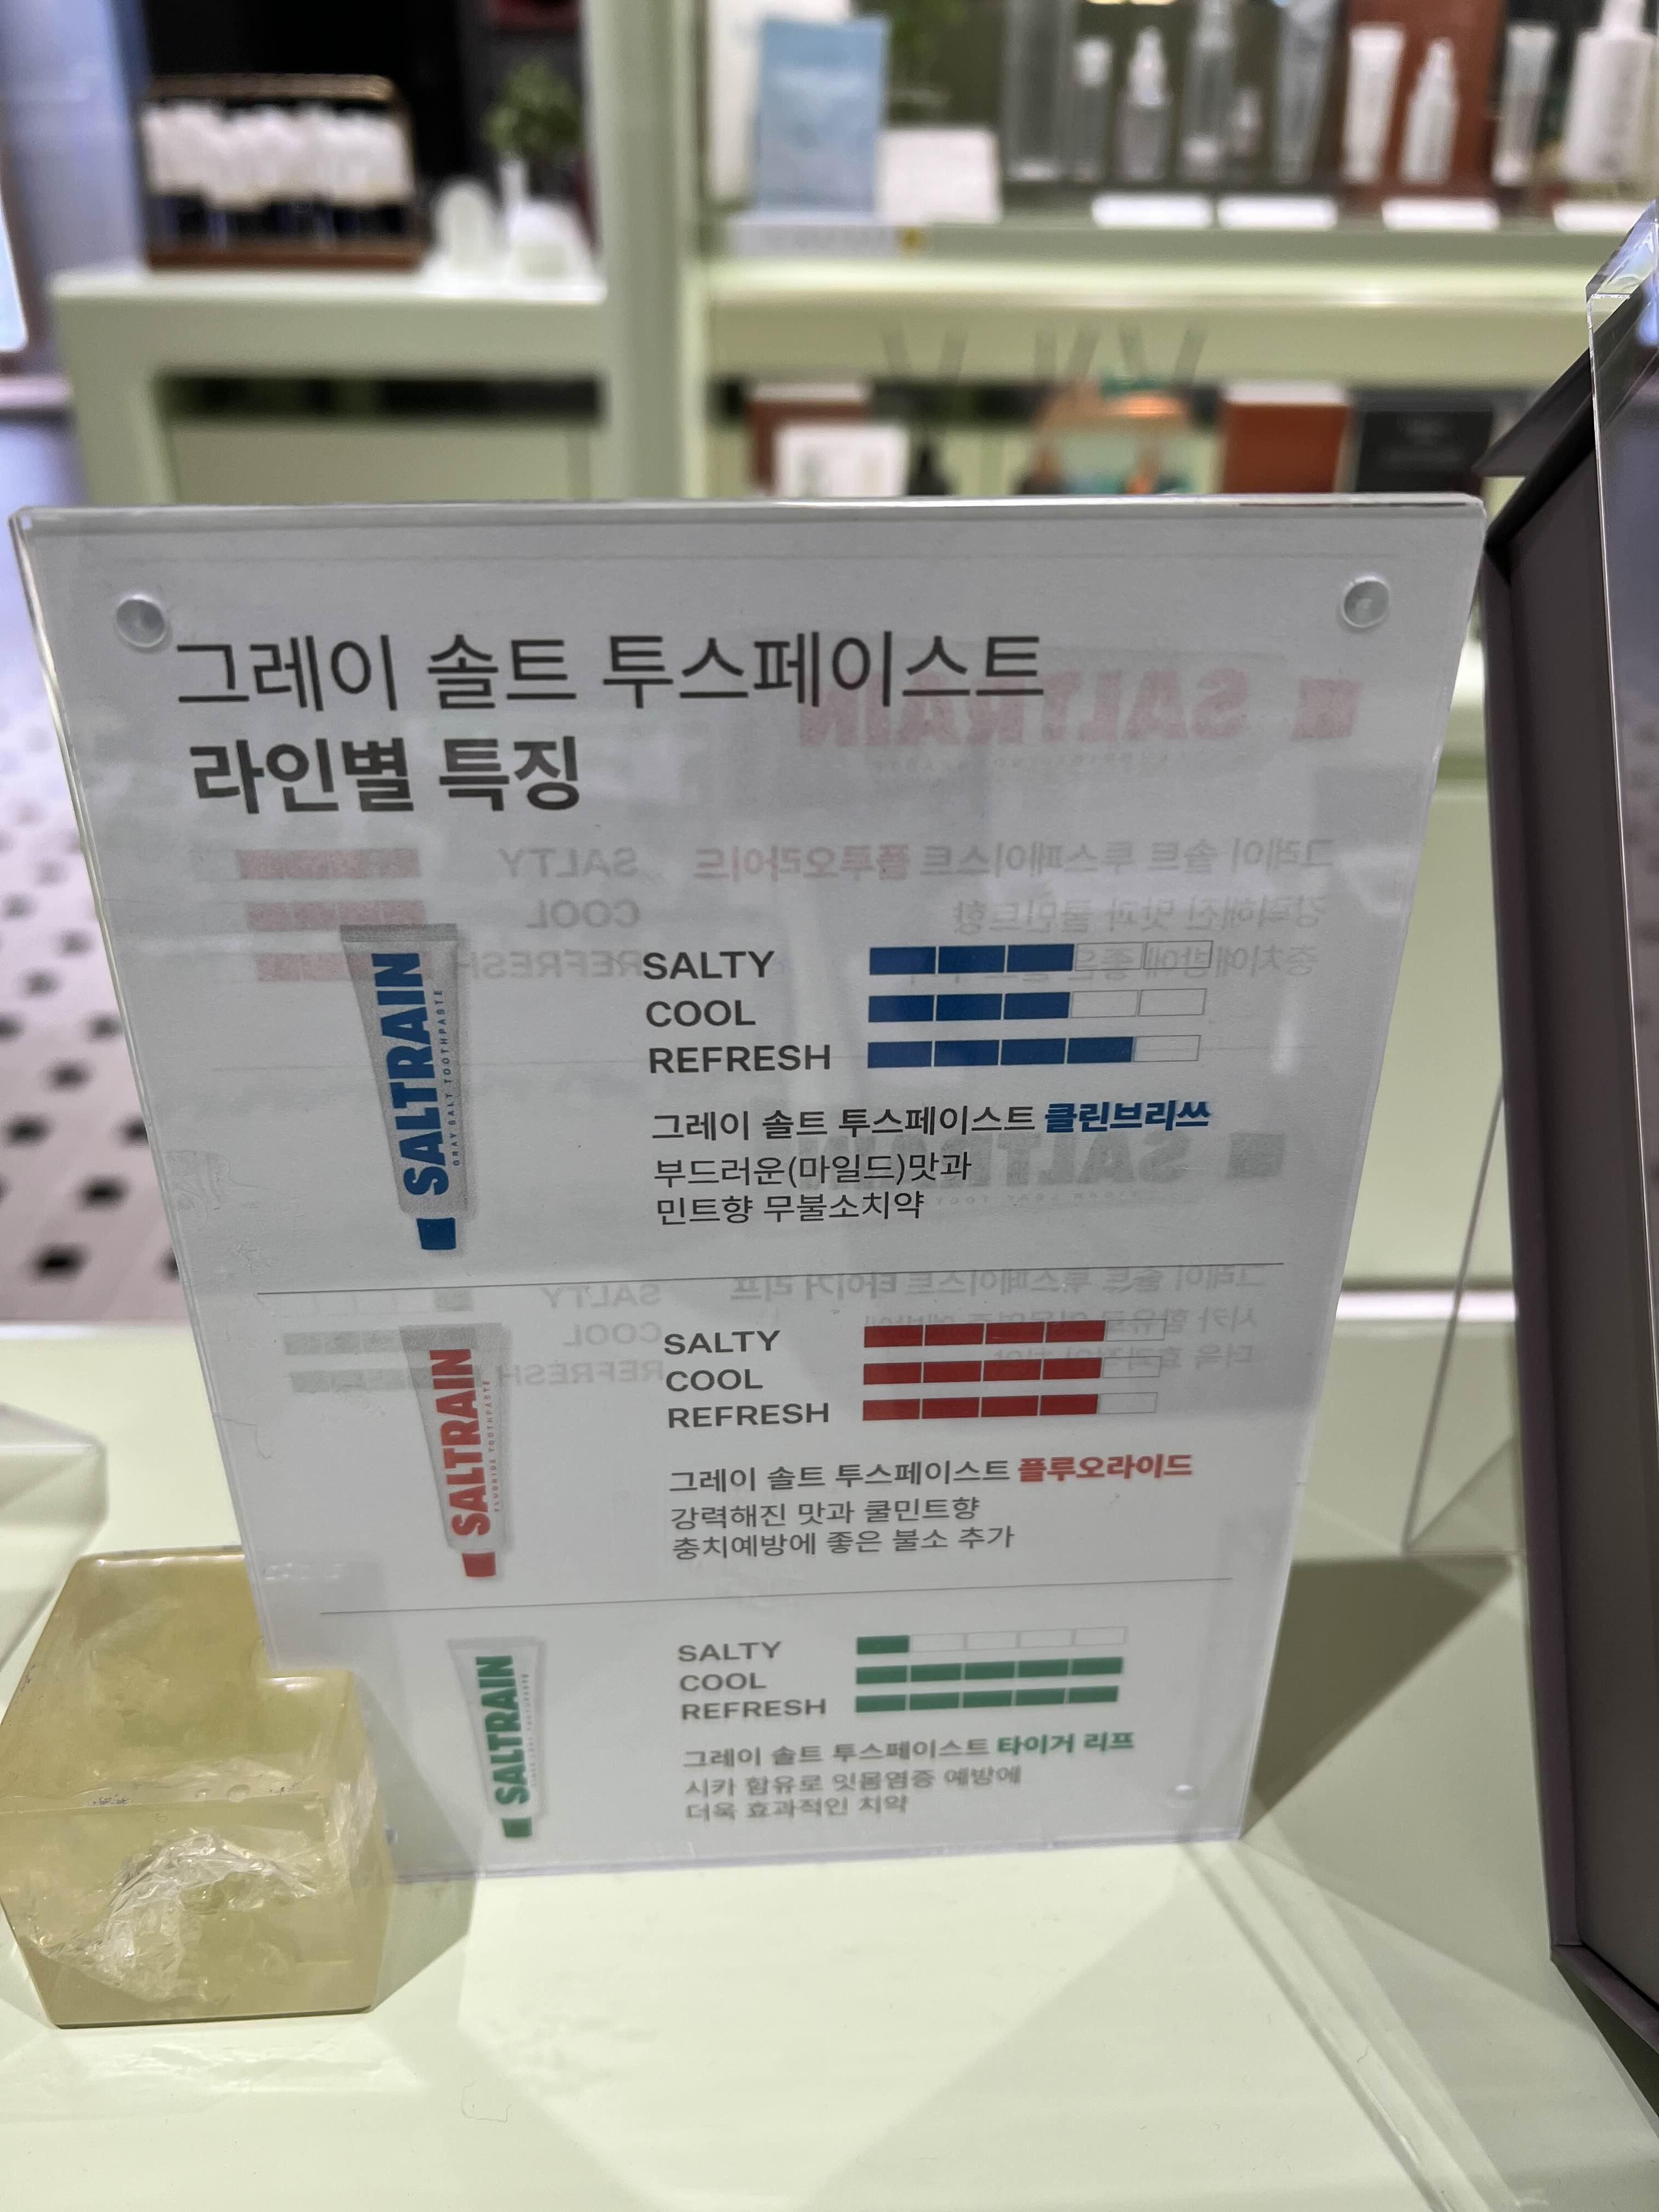 그레이 솔트 투스페이스트
라인별 특징
SALTRAIN
GRAY SALT TOOTHPASTE
SALTY
COOL
REFRESH
그레이 솔트 투스페이스트 클린브리쓰
부드러운(마일드)맛과
민트향 무불소치약
SALTRAIN
FLUORIDE TOOTHPASTE
SALTY
COOL
REFRESH
그레이 솔트 투스페이스트 플루오라이드
강력해진 맛과 쿨민트향
충치예방에 좋은 불소 추가
SALTRAIN
SALTY
COOL
REFRESH
그레이 솔트 투스페이스트 타이거 리프
시카 함유로 잇몸염증 예방에
더욱 효과적인 치약